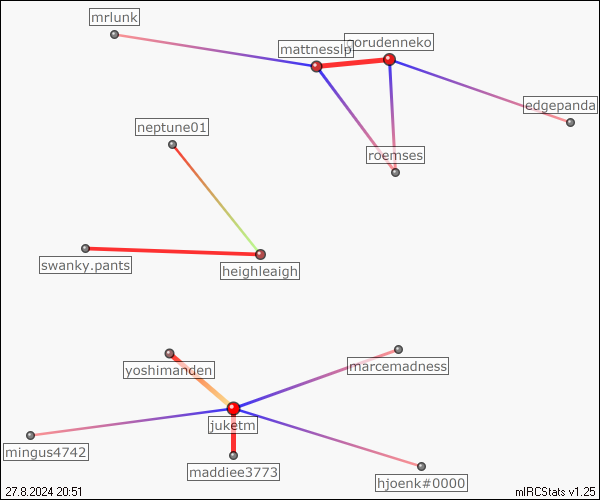 mrlunk
mattnesslp
edgepanda
neptune01
roemses
swanky.pants
heighleaigh
yoshimanden
marcemadness
juketm
mingus4742
maddiee3773
hjoenk#0000
27.8.2024 20:51
mIRCStats v1.25